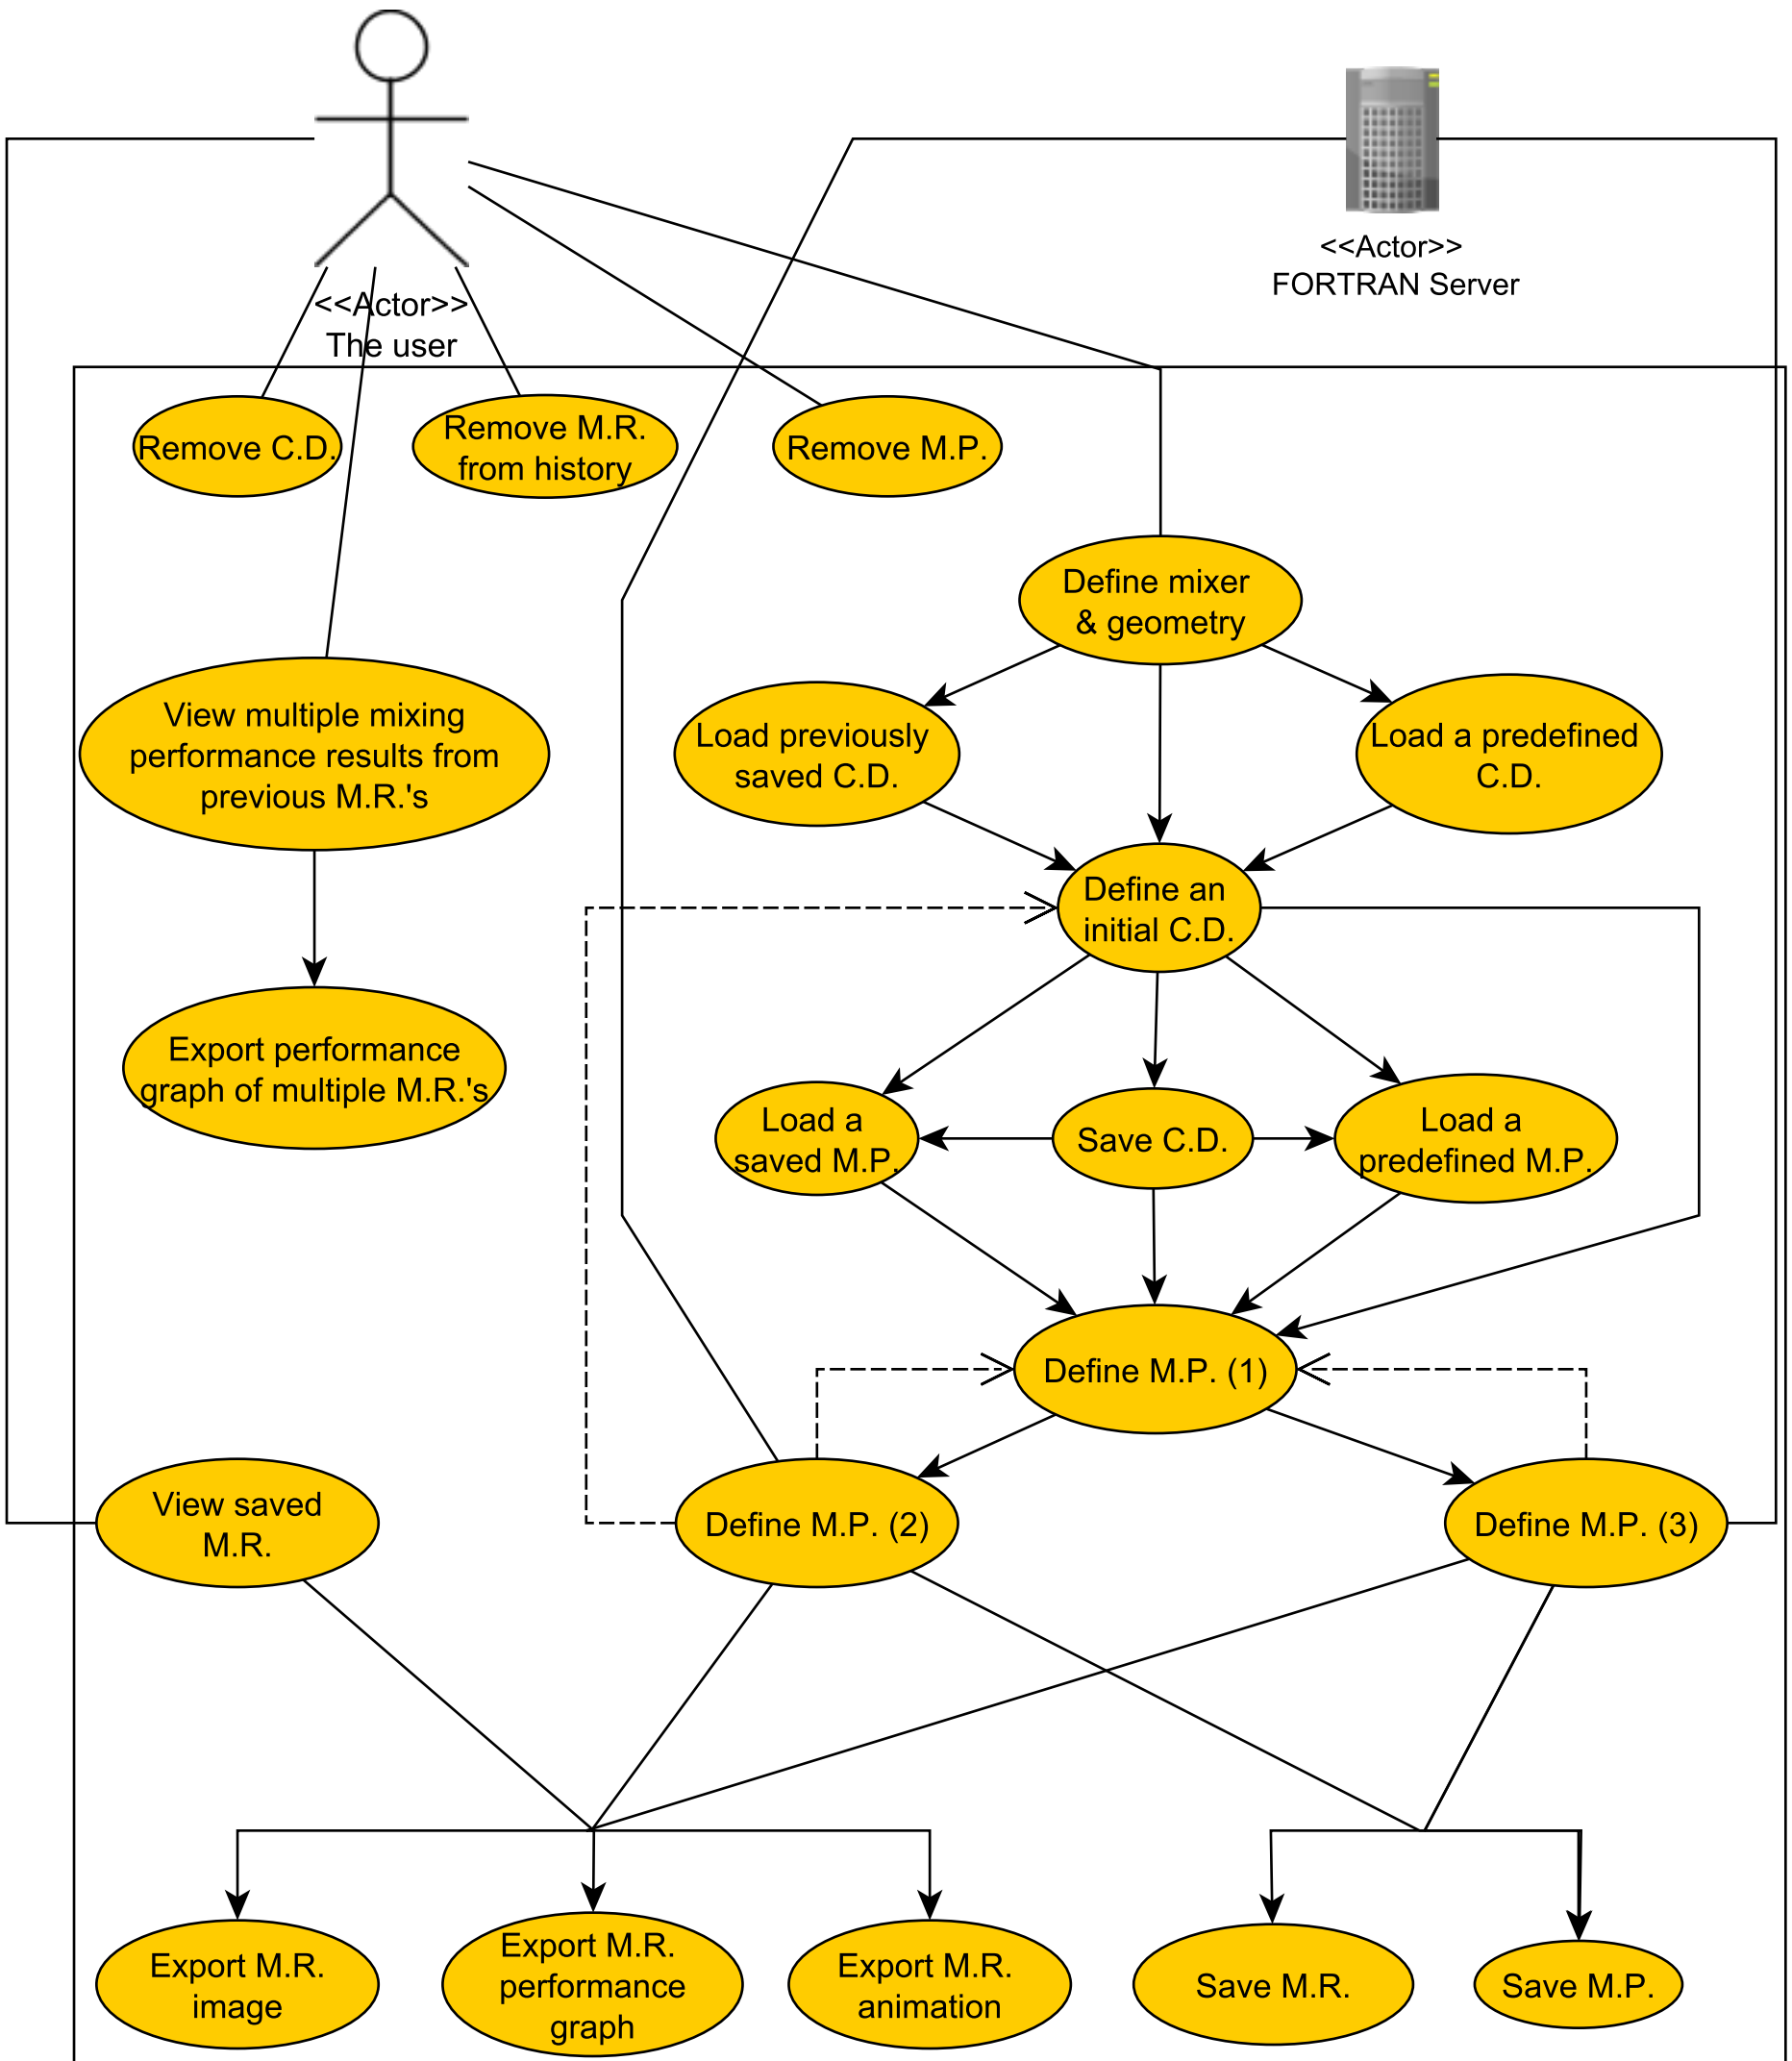 <<Actor>>
FORTRAN Server
<<Actor>>
The user
Remove C.D.
Remove M.R.
from history
Remove M.P.
Define mixer
& geometry
View multiple mixing
performance results from
previous M.R.'s
Load previously
saved C.D.
Load a predefined
C.D.
Define an
initial C.D.
Export performance
graph of multiple M.R.'s
Load a
saved M.P.
Save C.D.
Load a
predefined M.P.
Define M.P. (1)
View saved
M.R.
Define M.P. (2)
Define M.P. (3)
Export M.R.
image
Export M.R.
performance
graph
Export M.R.
animation
Save M.R.
Save M.P.